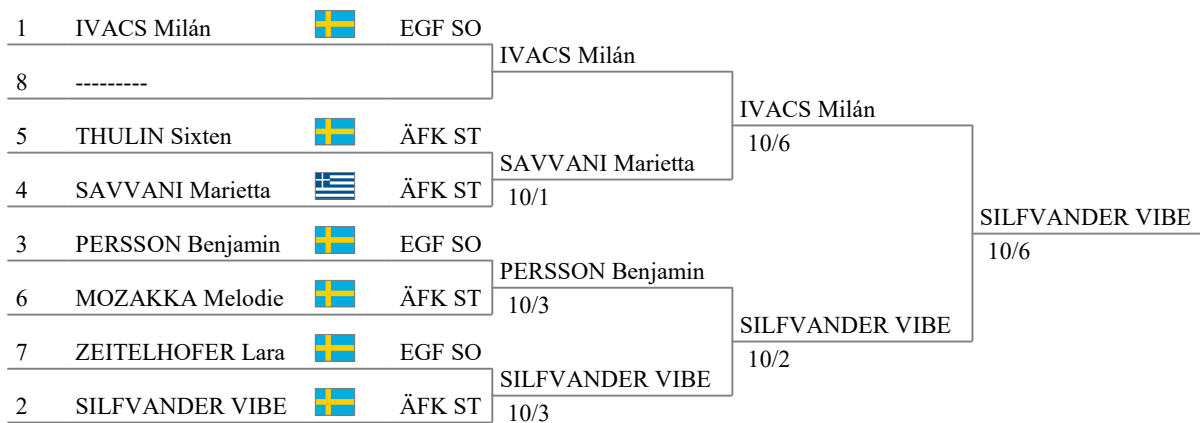 1 IVACS Milán EGF SO
IVACS Milán
8 ---------
IVACS Milán
10/6
5 THULIN Sixten ÄFK ST
SAVVANI Marietta
10/1
4 SAVVANI Marietta ÄFK ST
SILFVANDER VIBE
10/6
3 PERSSON Benjamin EGF SO
PERSSON Benjamin
10/3
6 MOZAKKA Melodie ÄFK ST
SILFVANDER VIBE
10/2
7 ZEITELHOFER Lara EGF SO
SILFVANDER VIBE
10/3
2 SILFVANDER VIBE ÄFK ST